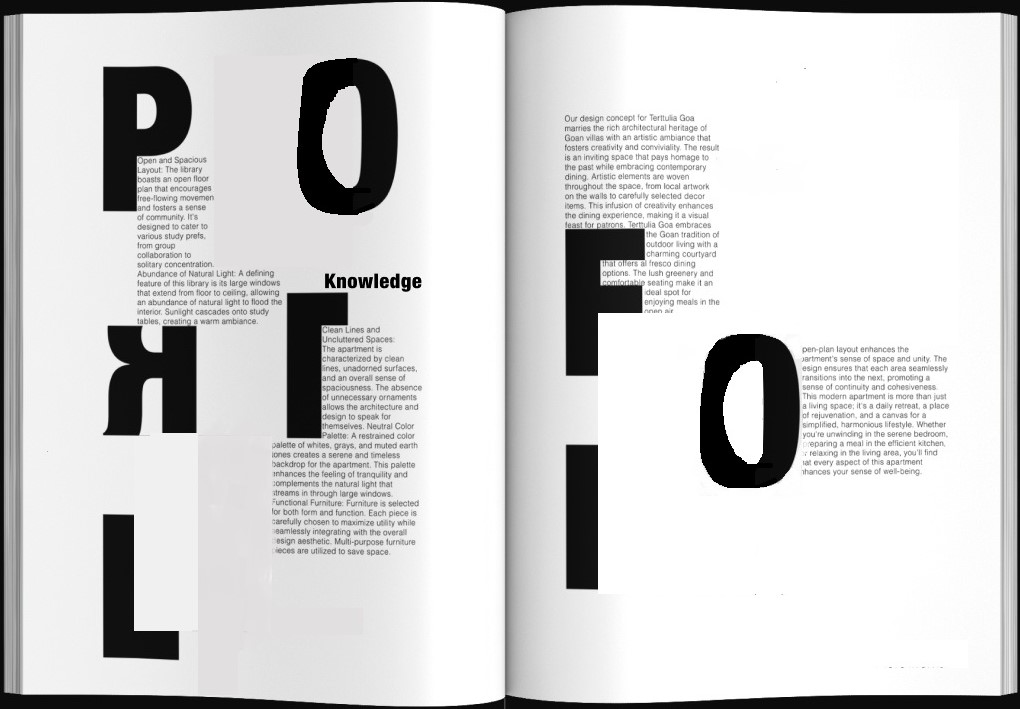 P O
Open and Spacious
Layout: The library
boasts an open floor
plan that encourages
free-flowing movemen
and fosters a sense
of community. It's
designed to cater to
various study prefs,
from group
collaboration to
solitary concentration.
Abundance of Natural Light: A defining
feature of this library is its large windows
that extend from floor to ceiling, allowing
an abundance of natural light to flood the
interior. Sunlight cascades onto study
tables, creating a warm ambiance.
Knowledge
R T
Clean Lines and
Uncluttered Spaces:
The apartment is
characterized by clean
lines, unadorned surfaces,
and an overall sense of
spaciousness. The absence
of unnecessary ornaments
allows the architecture and
design to speak for
themselves. Neutral Color
Palette: A restrained color
palette of whites, grays, and muted earth
tones creates a serene and timeless
backdrop for the apartment. This palette
enhances the feeling of tranquility and
complements the natural light that
streams in through large windows.
Functional Furniture: Furniture is selected
for both form and function. Each piece is
carefully chosen to maximize utility while
seamlessly integrating with the overall
design aesthetic. Multi-purpose furniture
pieces are utilized to save space.
L
Our design concept for Terttulia Goa
marries the rich architectural heritage of
Goan villas with an artistic ambiance that
fosters creativity and conviviality. The result
is an inviting space that pays homage to
the past while embracing contemporary
dining. Artistic elements are woven
throughout the space, from local artwork
on the walls to carefully selected decor
items. This infusion of creativity enhances
the dining experience, making it a visual
feast for patrons. Terttulia Goa embraces
the Goan tradition of
outdoor living with a
charming courtyard
that offers al fresco dining
options. The lush greenery and
comfortable seating make it an
ideal spot for
enjoying meals in the
open air
F
I
O
pen-plan layout enhances the
partment's sense of space and unity. The
esign ensures that each area seamlessly
transitions into the next, promoting a
sense of continuity and cohesiveness.
This modern apartment is more than just
a living space; it's a daily retreat, a place
of rejuvenation, and a canvas for a
simplified, harmonious lifestyle. Whether
you're unwinding in the serene bedroom,
preparing a meal in the efficient kitchen,
or relaxing in the living area, you'll find
at every aspect of this apartment
nhances your sense of well-being.